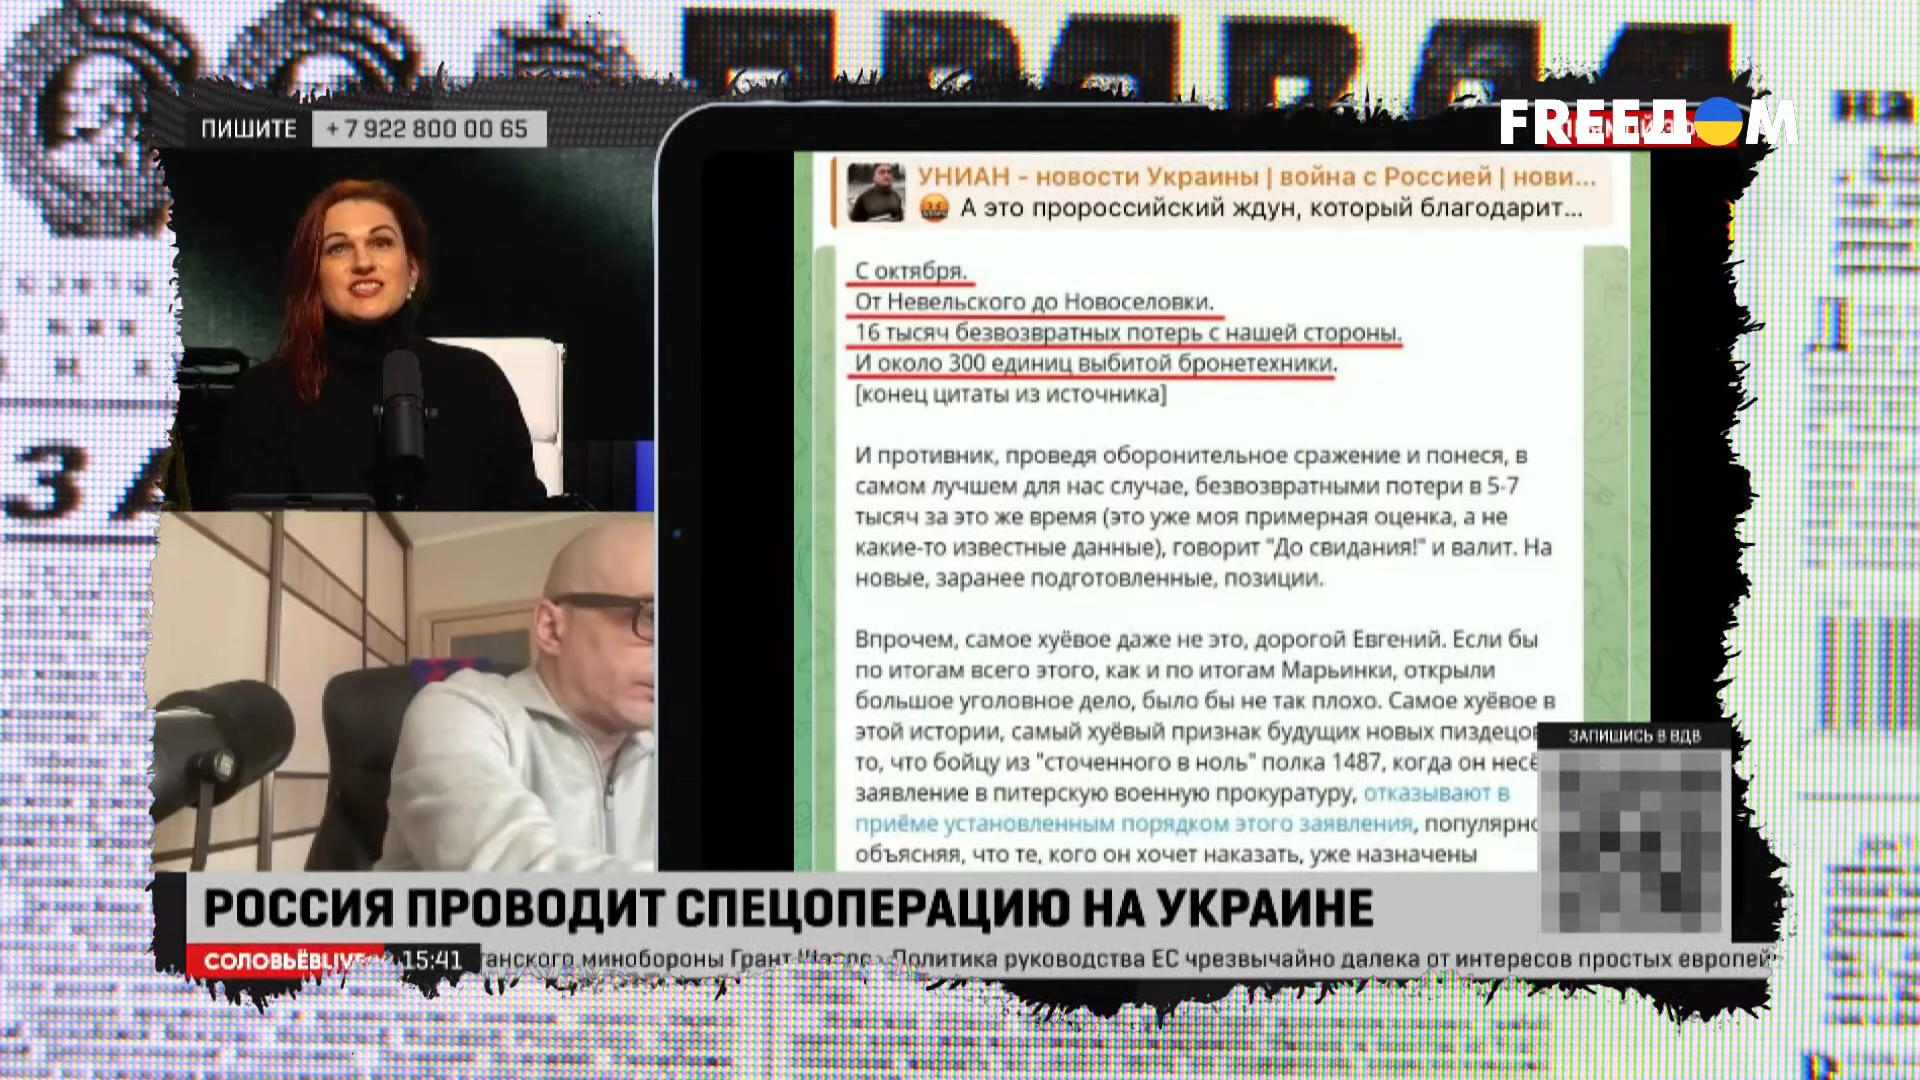 ПРАВДА
ЗА
ПИШИТЕ +7 922 800 00 65
FREEДOM
УНИАН - новости Украины | война с Россией | нови...
🤬 А это пророссийский ждун, который благодарит...
С октября.
От Невельского до Новоселовки.
16 тысяч безвозвратных потерь с нашей стороны.
И около 300 единиц выбитой бронетехники.
[конец цитаты из источника]
И противник, проведя оборонительное сражение и понеся, в
самом лучшем для нас случае, безвозвратными потери в 5-7
тысяч за это же время (это уже моя примерная оценка, а не
какие-то известные данные), говорит "До свидания!" и валит. На
новые, заранее подготовленные, позиции.
Впрочем, самое хуёвое даже не это, дорогой Евгений. Если бы
по итогам всего этого, как и по итогам Марьинки, открыли
большое уголовное дело, было бы не так плохо. Самое хуёвое в
этой истории, самый хуёвый признак будущих новых пиздецов
то, что бойцу из "сточенного в ноль" полка 1487, когда он несё
заявление в питерскую военную прокуратуру, отказывают в
приёме установленным порядком этого заявления, популярно
объясняя, что те, кого он хочет наказать, уже назначены
ЗАПИШИСЬ В ВДВ
РОССИЯ ПРОВОДИТ СПЕЦОПЕРАЦИЮ НА УКРАИНЕ
СОЛОВЬЁВLIVE 15:41 танского минобороны Грант Политика руководства ЕС чрезвычайно далека от интересов простых европей